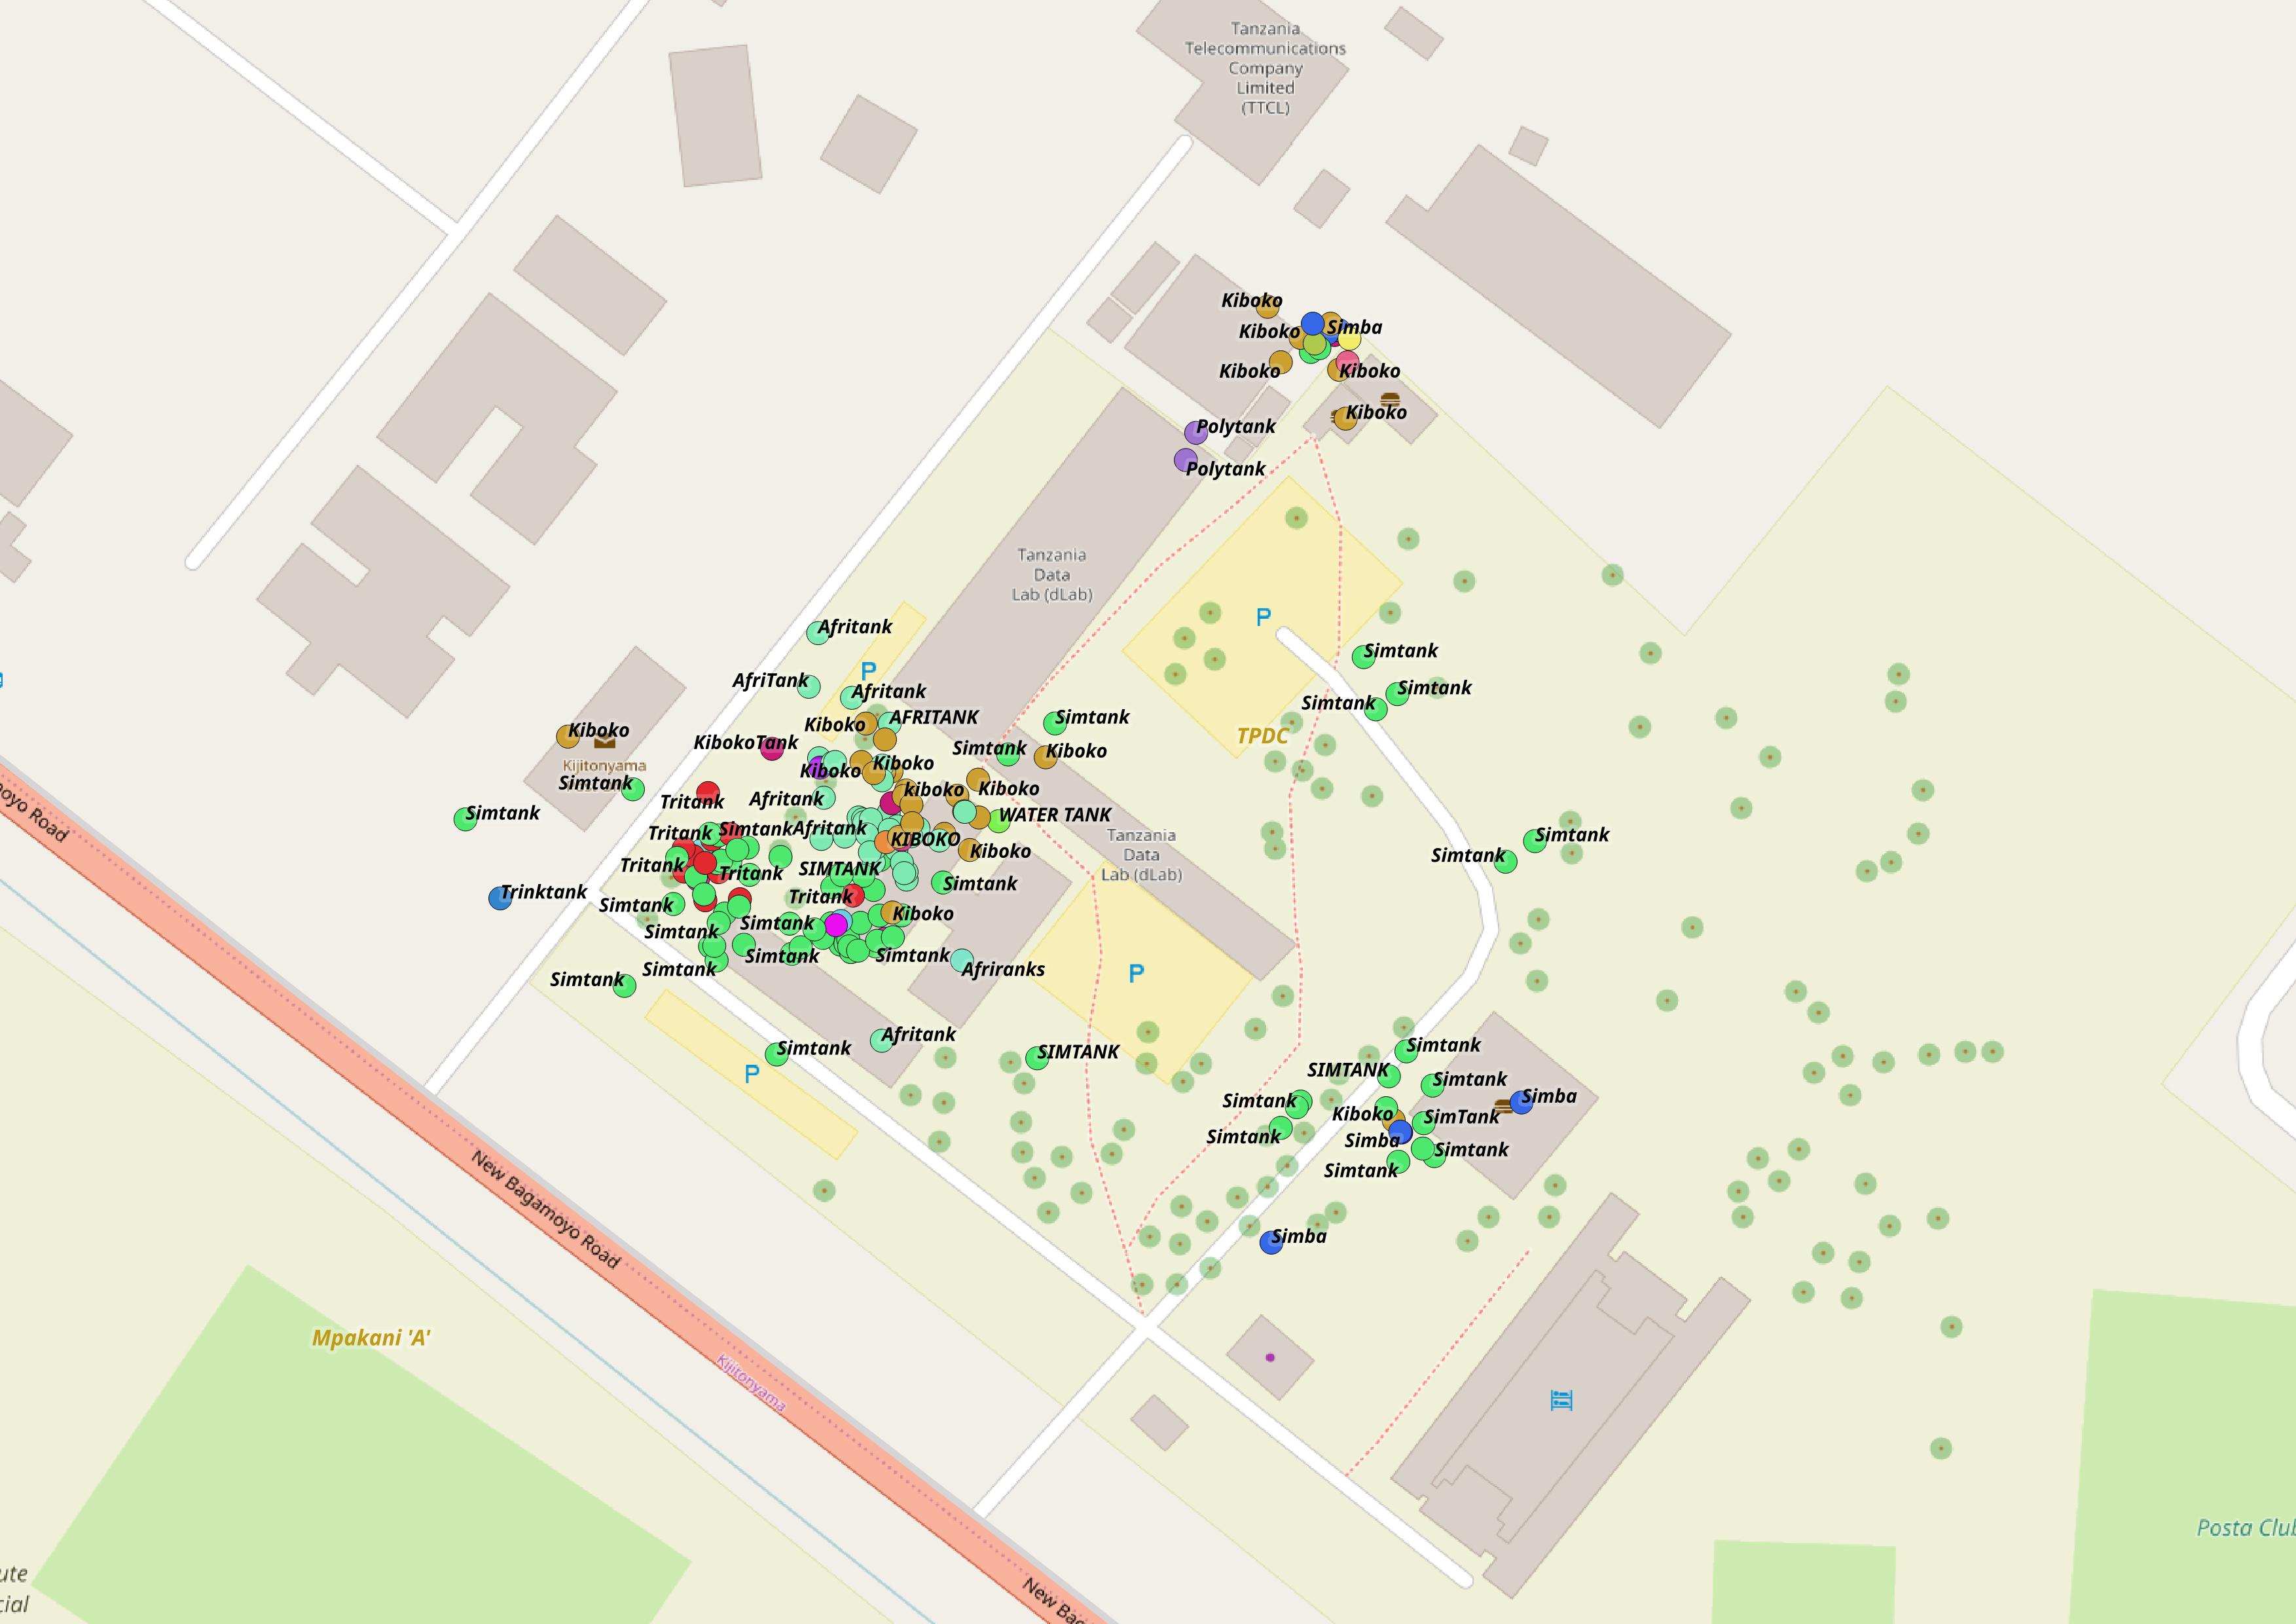 Tanzania
Telecommunications
Company
Limited
(TTCL)
Kiboko
Kiboko
Simba
Kiboko
Kiboko
Kiboko
Polytank
Polytank
Tanzania
Data
Lab (dLab)
P
Afritank
P
Simtank
AfriTank
Afritank
Simtank
Simtank
Kiboko
AFRITANK
Simtank
Kiboko
TPDC
KibokoTank
Simtank
Kiboko
Kijitonyama
Kiboko
Kiboko
Simtank
Kiboko
kiboko
Tritank
Afritank
Simtank
WATER TANK
oyo Road
Tritank
Simtank
Afritank
KIBOKO
Tanzania
Data
Lab (dLab)
Simtank
Kiboko
Simtank
Tritank
Tritank
SIMTANK
Simtank
Trinktank
Tritank
Simtank
Kiboko
Simtank
Simtank
Simtank
Simtank
Simtank
Simtank
Afriranks
P
Simtank
Afritank
Simtank
SIMTANK
Simtank
P
SIMTANK
Simtank
Simba
Simtank
Kiboko
SimTank
Simtank
Simba
Simtank
Simtank
New Bagamoyo Road
Simba
Mpakani 'A'
Kijitonyama
Posta Club
ute
cial
New Bag